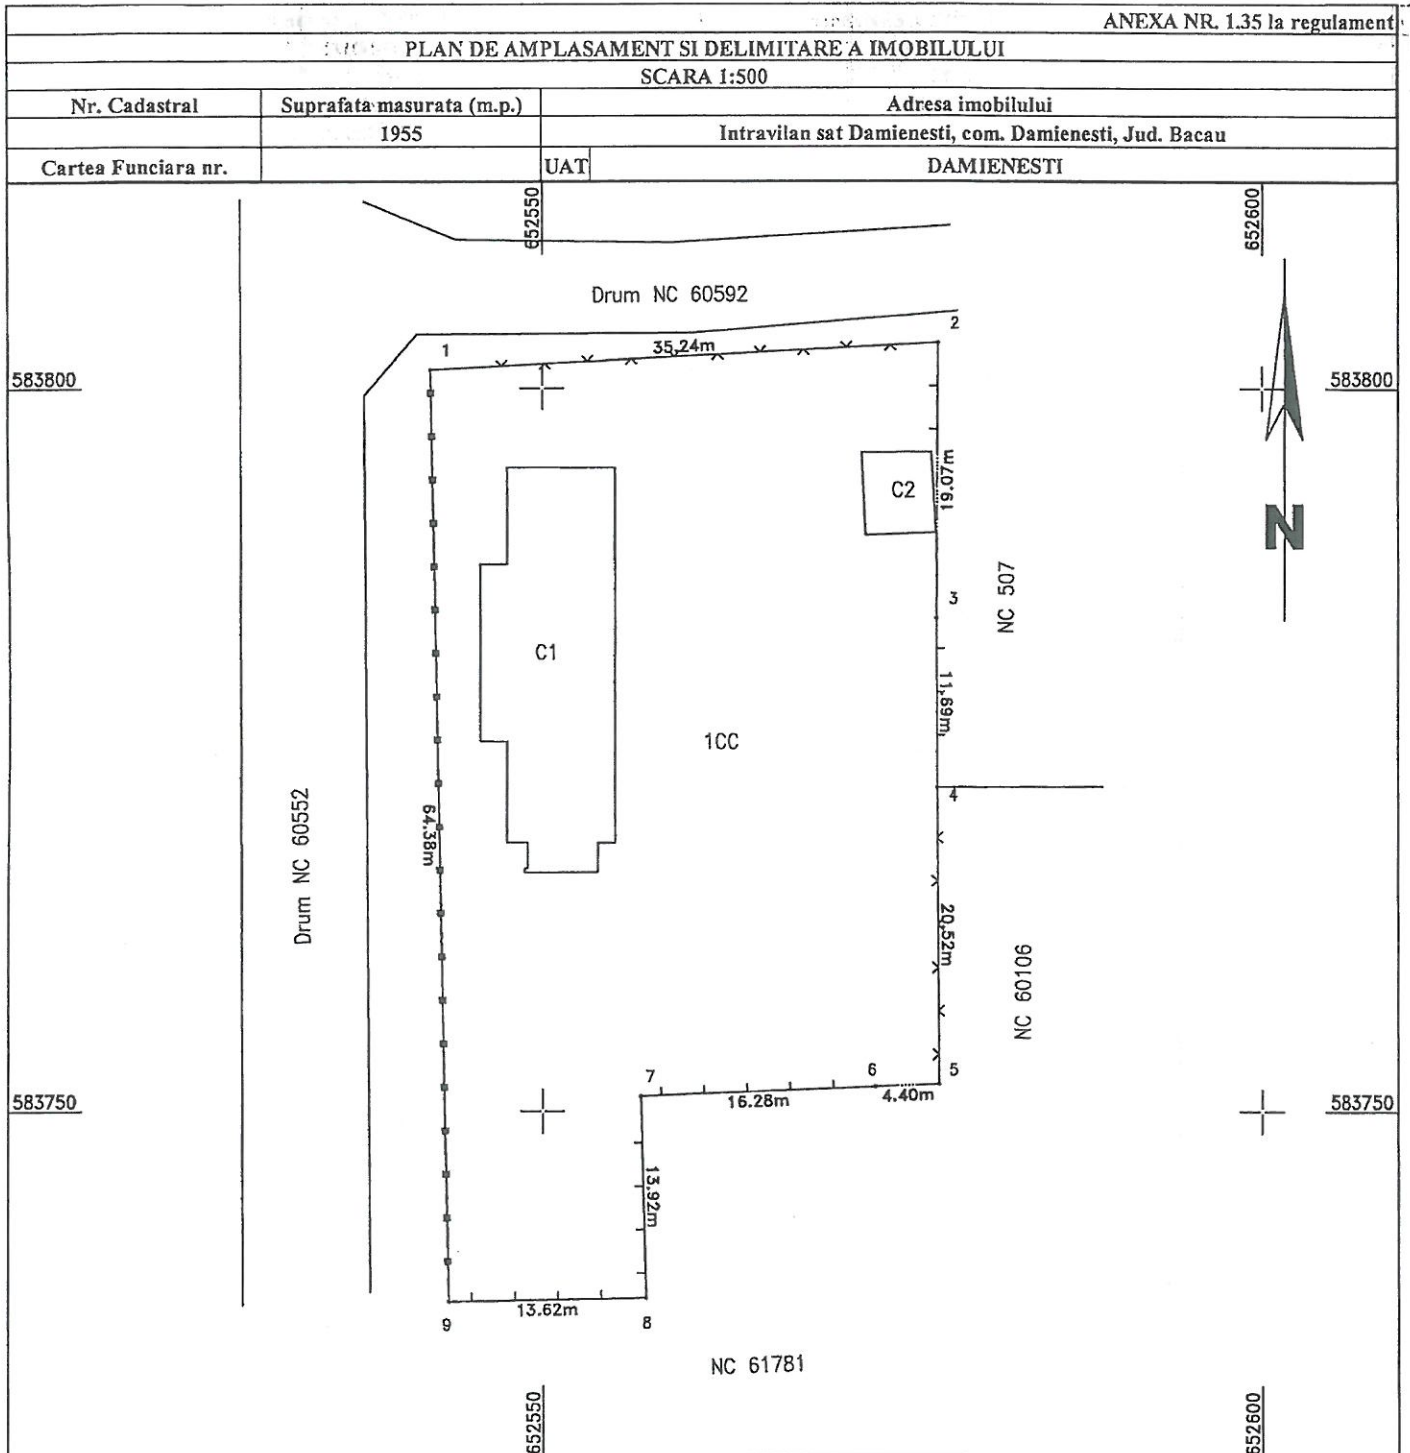 ANEXA NR. 1.35 la regulament
PLAN DE AMPLASAMENT SI DELIMITARE A IMOBILULUI
SCARA 1:500
Nr. Cadastral Suprafata masurata (m.p.) Adresa imobilului
1955 Intravilan sat Damienesti, com. Damienesti, Jud. Bacau
Cartea Funciara nr. UAT DAMIENESTI
652550 652600
Drum NC 60592
1 35,24m 2
583800 583800
19.07m
C2
N
3
NC 507
C1
11,69m
1CC
4
Drum NC 60552
64.38m
20,52m
NC 60106
7 6 5
16.28m 4.40m
583750 583750
13.92m
13.62m
9 8
NC 61781
652550 652600